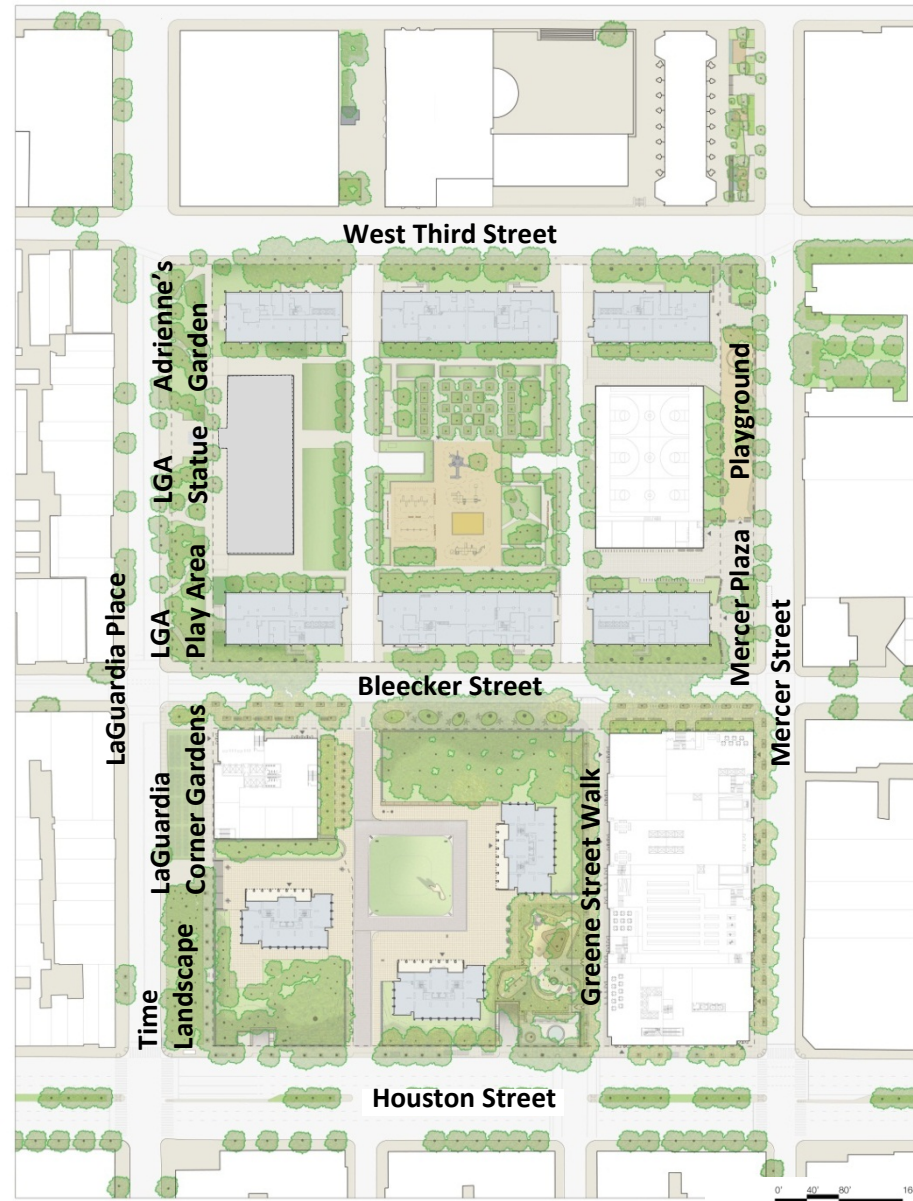 West Third Street
Adrienne’s
Garden
LGA
Statue
LGA
Play Area
Playground
Mercer Plaza
LaGuardia Place
Mercer Street
Bleecker Street
LaGuardia
Corner Gardens
Greene Street Walk
Time
Landscape
Houston Street
0' 40' 80' 16